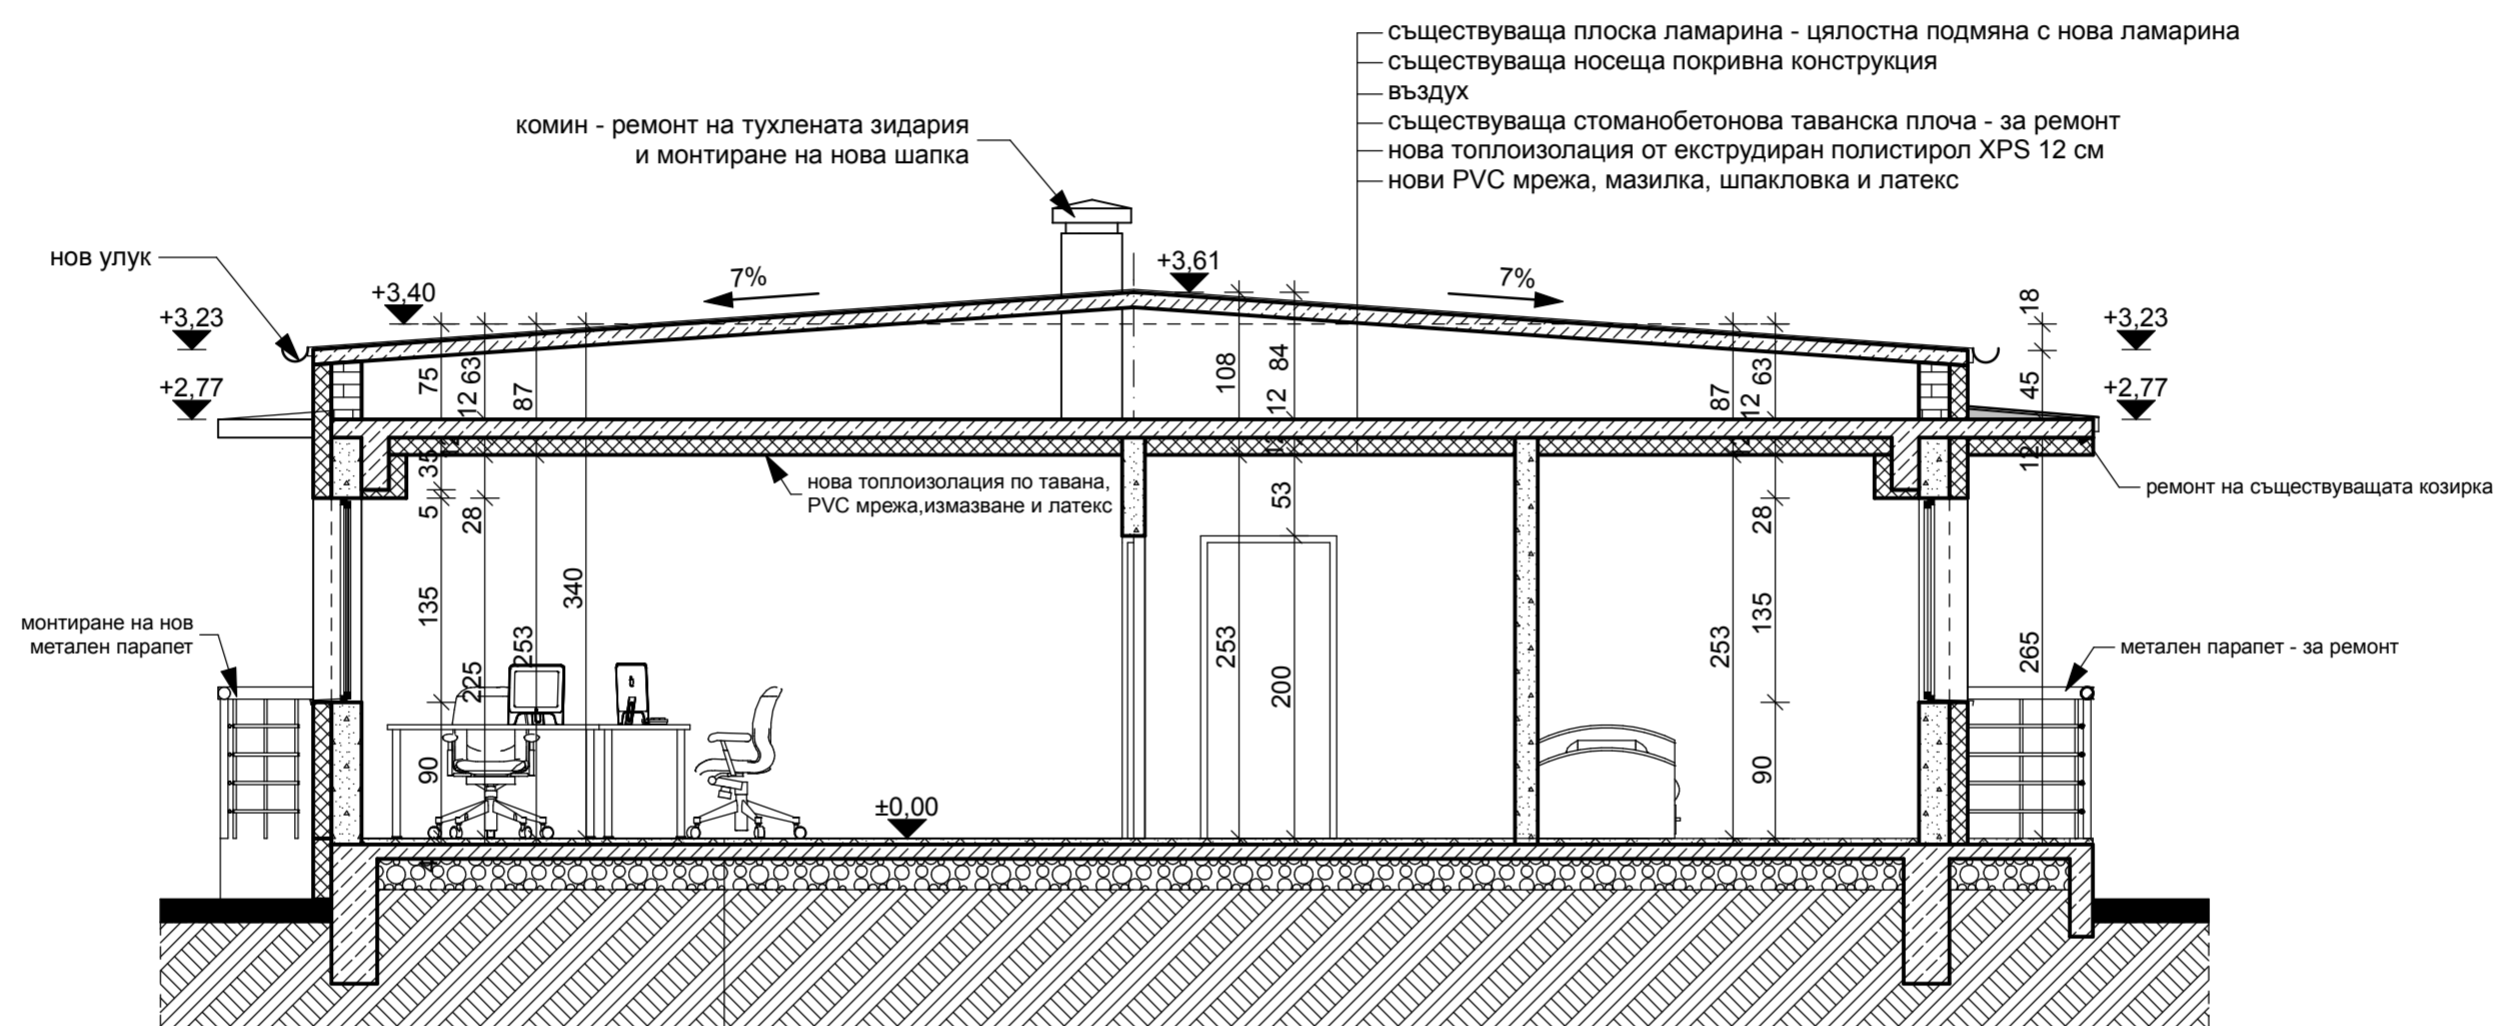 съществуваща плоска ламарина - цялостна подмяна с нова ламарина
съществуваща носеща покривна конструкция
въздух
съществуваща стоманобетонова таванска плоча - за ремонт
нова топлоизолация от екструдиран полистирол XPS 12 см
нови PVC мрежа, мазилка, шпакловка и латекс
комин - ремонт на тухлената зидария
и монтиране на нова шапка
нов улук
+3,40
+3,23
+2,77
7%
+3,61
7%
+3,23
+2,77
18
45
12
265
75
12 63
87
108
12 84
87
12 63
35
5
28
135
340
253
225
90
53
253
200
253
28
135
90
нова топлоизолация по тавана,
PVC мрежа,измазване и латекс
ремонт на съществуващата козирка
монтиране на нов
метален парапет
метален парапет - за ремонт
±0,00